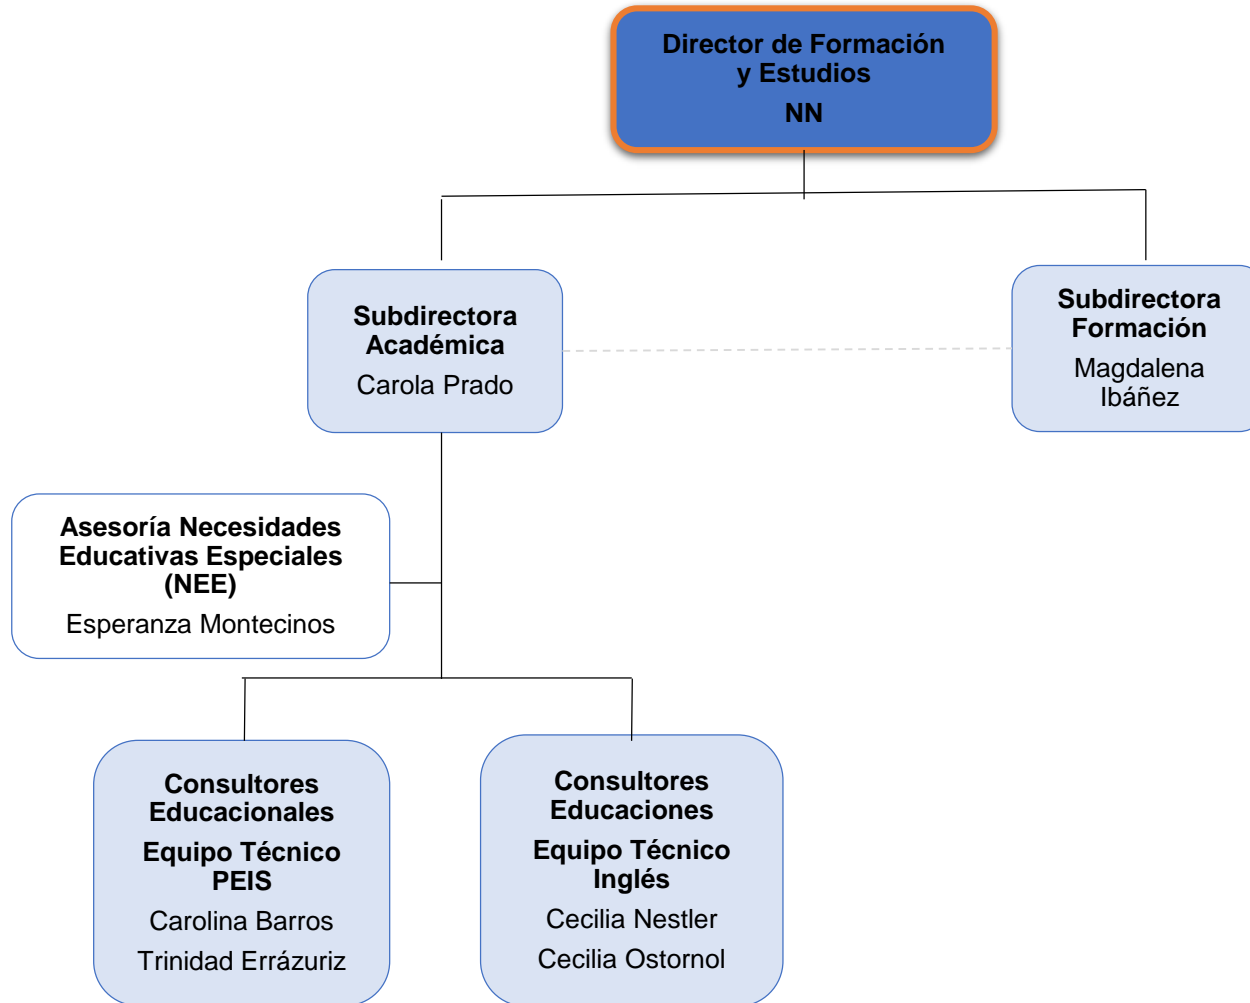 Director de Formación
y Estudios
NN
Subdirectora
Académica
Carola Prado
Subdirectora
Formación
Magdalena
Ibáñez
Asesoría Necesidades
Educativas Especiales
(NEE)
Esperanza Montecinos
Consultores
Educacionales
Equipo Técnico
PEIS
Carolina Barros
Trinidad Errázuriz
Consultores
Educaciones
Equipo Técnico
Inglés
Cecilia Nestler
Cecilia Ostornol